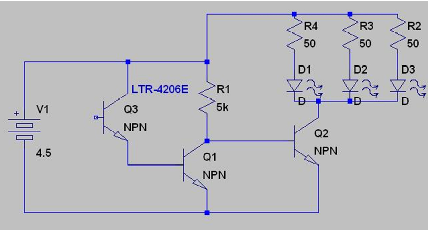 R4
50
R3
50
R2
50
D1
D
D2
D
D3
D
LTR-4206E
R1
5k
Q3
NPN
V1
4.5
+
Q1
NPN
Q2
NPN